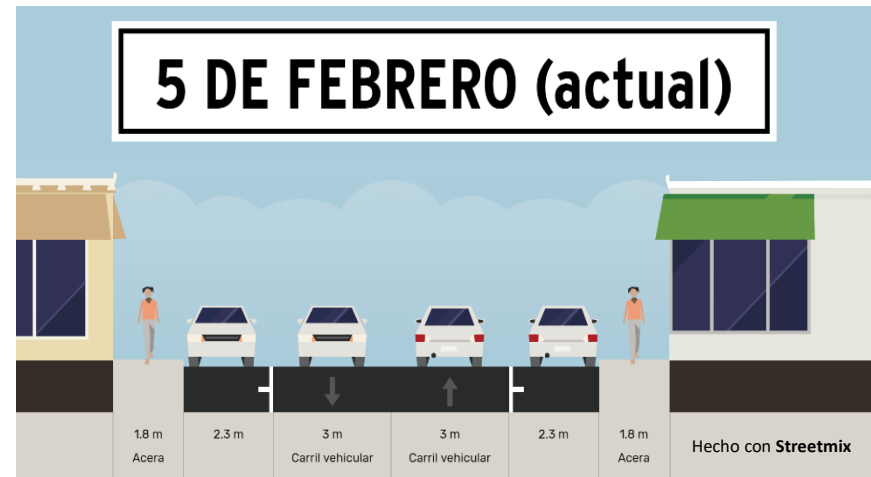 5 DE FEBRERO (actual)
1.8 m
Acera
2.3 m
3 m
Carril vehicular
3 m
Carril vehicular
2.3 m
1.8 m
Acera
Hecho con Streetmix